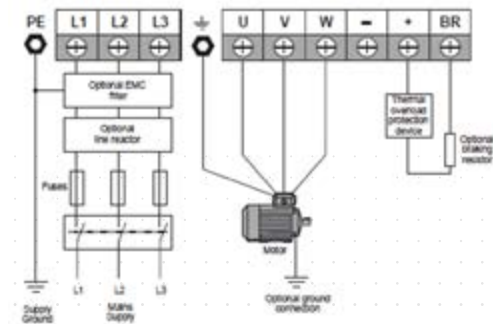 PE L1 L2 L3 U V W - + BR
Optional EMC
filter
Optional
line reactor
Fuses
Thermal
overload
protection
device
Optional
braking
resistor
Motor
L1 L2 L3
Supply
Ground
Mains
Supply
Optional ground
connection